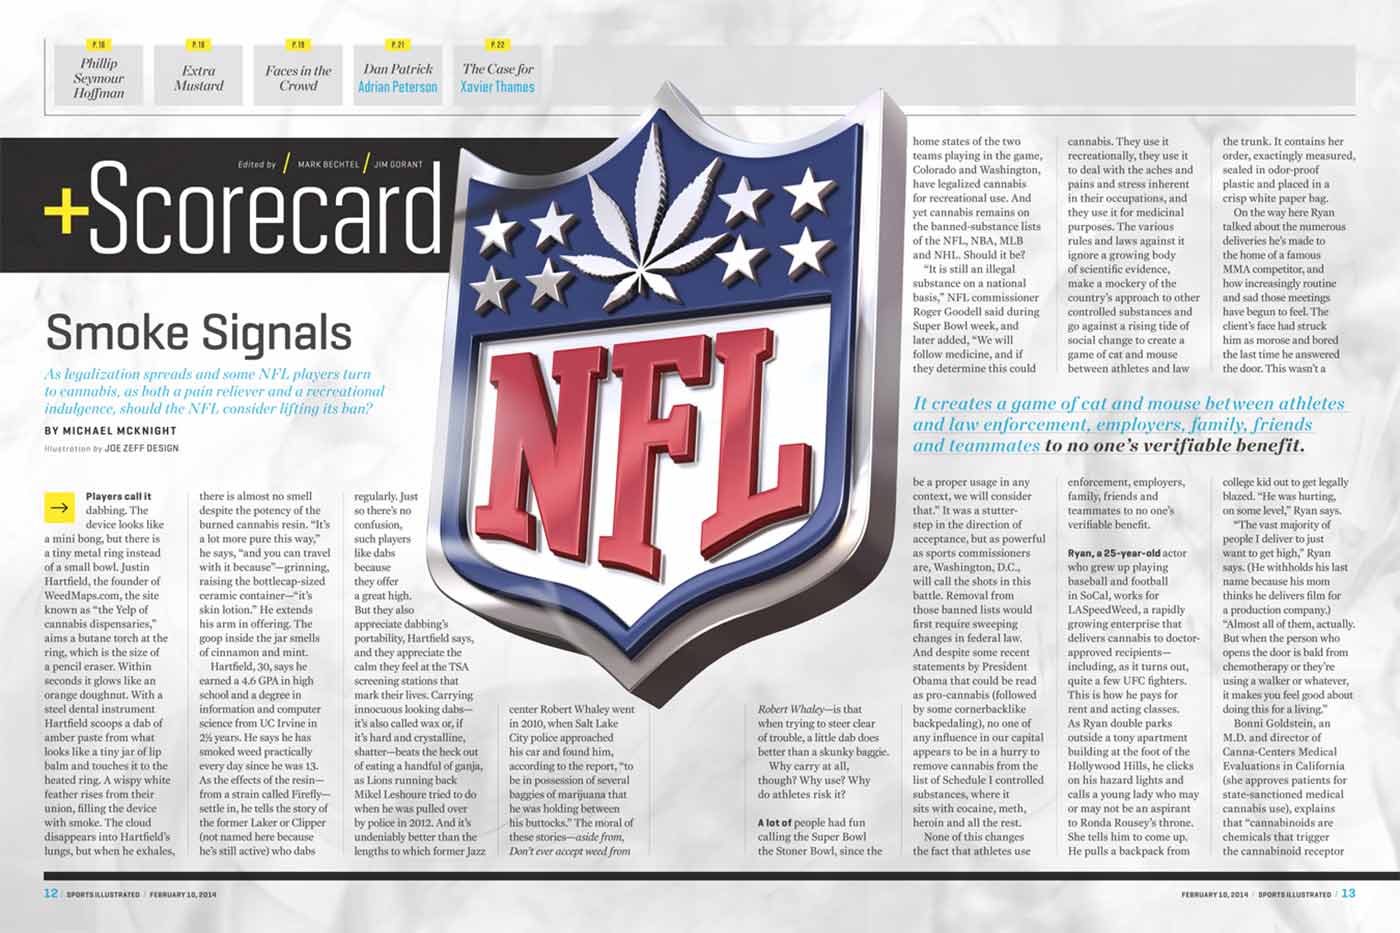 P.16
Phillip
Seymour
Hoffman
P.18
Extra
Mustard
P.19
Faces in the
Crowd
P.21
Dan Patrick
Adrian Peterson
P.22
The Case for
Xavier Thames
Edited by / MARK BECHTEL / JIM GORANT
+Scorecard
Smoke Signals
As legalization spreads and some NFL players turn
to cannabis, as both a pain reliever and a recreational
indulgence, should the NFL consider lifting its ban?
BY MICHAEL MCKNIGHT
Illustration by JOE ZEFF DESIGN
NFL
→ Players call it
dabbing. The
device looks like
a mini bong, but there is
a tiny metal ring instead
of a small bowl. Justin
Hartfield, the founder of
WeedMaps.com, the site
known as “the Yelp of
cannabis dispensaries,”
aims a butane torch at the
ring, which is the size of
a pencil eraser. Within
seconds it glows like an
orange doughnut. With a
steel dental instrument
Hartfield scoops a dab of
amber paste from what
looks like a tiny jar of lip
balm and touches it to the
heated ring. A wispy white
feather rises from their
union, filling the device
with smoke. The cloud
disappears into Hartfield’s
lungs, but when he exhales,
there is almost no smell
despite the potency of the
burned cannabis resin. “It’s
a lot more pure this way,”
he says, “and you can travel
with it because”—grinning,
raising the bottlecap-sized
ceramic container—“it’s
skin lotion.” He extends
his arm in offering. The
goop inside the jar smells
of cinnamon and mint.
Hartfield, 30, says he
earned a 4.6 GPA in high
school and a degree in
information and computer
science from UC Irvine in
2½ years. He says he has
smoked weed practically
every day since he was 13.
As the effects of the resin—
from a strain called Firefly—
settle in, he tells the story of
the former Laker or Clipper
(not named here because
he’s still active) who dabs
regularly. Just
so there’s no
confusion,
such players
like dabs
because
they offer
a great high.
But they also
appreciate dabbing’s
portability, Hartfield says,
and they appreciate the
calm they feel at the TSA
screening stations that
mark their lives. Carrying
innocuous looking dabs—
it’s also called wax or, if
it’s hard and crystalline,
shatter—beats the heck out
of eating a handful of ganja,
as Lions running back
Mikel Leshoure tried to do
when he was pulled over
by police in 2012. And it’s
undeniably better than the
lengths to which former Jazz
center Robert Whaley went
in 2010, when Salt Lake
City police approached
his car and found him,
according to the report, “to
be in possession of several
baggies of marijuana that
he was holding between
his buttocks.” The moral of
these stories—aside from,
Don’t ever accept weed from
Robert Whaley—is that
when trying to steer clear
of trouble, a little dab does
better than a skunky baggie.
Why carry at all,
though? Why use? Why
do athletes risk it?
A lot of people had fun
calling the Super Bowl
the Stoner Bowl, since the
home states of the two
teams playing in the game,
Colorado and Washington,
have legalized cannabis
for recreational use. And
yet cannabis remains on
the banned-substance lists
of the NFL, NBA, MLB
and NHL. Should it be?
“It is still an illegal
substance on a national
basis,” NFL commissioner
Roger Goodell said during
Super Bowl week, and
later added, “We will
follow medicine, and if
they determine this could
be a proper usage in any
context, we will consider
that.” It was a stutter-
step in the direction of
acceptance, but as powerful
as sports commissioners
are, Washington, D.C.,
will call the shots in this
battle. Removal from
those banned lists would
first require sweeping
changes in federal law.
And despite some recent
statements by President
Obama that could be read
as pro-cannabis (followed
by some cornerbacklike
backpedaling), no one of
any influence in our capital
appears to be in a hurry to
remove cannabis from the
list of Schedule I controlled
substances, where it
sits with cocaine, meth,
heroin and all the rest.
None of this changes
the fact that athletes use
cannabis. They use it
recreationally, they use it
to deal with the aches and
pains and stress inherent
in their occupations, and
they use it for medicinal
purposes. The various
rules and laws against it
ignore a growing body
of scientific evidence,
make a mockery of the
country’s approach to other
controlled substances and
go against a rising tide of
social change to create a
game of cat and mouse
between athletes and law
enforcement, employers,
family, friends and
teammates to no one’s
verifiable benefit.
Ryan, a 25-year-old actor
who grew up playing
baseball and football
in SoCal, works for
LASpeedWeed, a rapidly
growing enterprise that
delivers cannabis to doctor-
approved recipients—
including, as it turns out,
quite a few UFC fighters.
This is how he pays for
rent and acting classes.
As Ryan double parks
outside a tony apartment
building at the foot of the
Hollywood Hills, he clicks
on his hazard lights and
calls a young lady who may
or may not be an aspirant
to Ronda Rousey’s throne.
She tells him to come up.
He pulls a backpack from
the trunk. It contains her
order, exactingly measured,
sealed in odor-proof
plastic and placed in a
crisp white paper bag.
On the way here Ryan
talked about the numerous
deliveries he’s made to
the home of a famous
MMA competitor, and
how increasingly routine
and sad those meetings
have begun to feel. The
client’s face had struck
him as morose and bored
the last time he answered
the door. This wasn’t a
college kid out to get legally
blazed. “He was hurting,
on some level,” Ryan says.
“The vast majority of
people I deliver to just
want to get high,” Ryan
says. (He withholds his last
name because his mom
thinks he delivers film for
a production company.)
“Almost all of them, actually.
But when the person who
opens the door is bald from
chemotherapy or they’re
using a walker or whatever,
it makes you feel good about
doing this for a living.”
Bonni Goldstein, an
M.D. and director of
Canna-Centers Medical
Evaluations in California
(she approves patients for
state-sanctioned medical
cannabis use), explains
that “cannabinoids are
chemicals that trigger
the cannabinoid receptor
It creates a game of cat and mouse between athletes
and law enforcement, employers, family, friends
and teammates to no one’s verifiable benefit.
12 / SPORTS ILLUSTRATED / FEBRUARY 10, 2014
FEBRUARY 10, 2014 / SPORTS ILLUSTRATED / 13